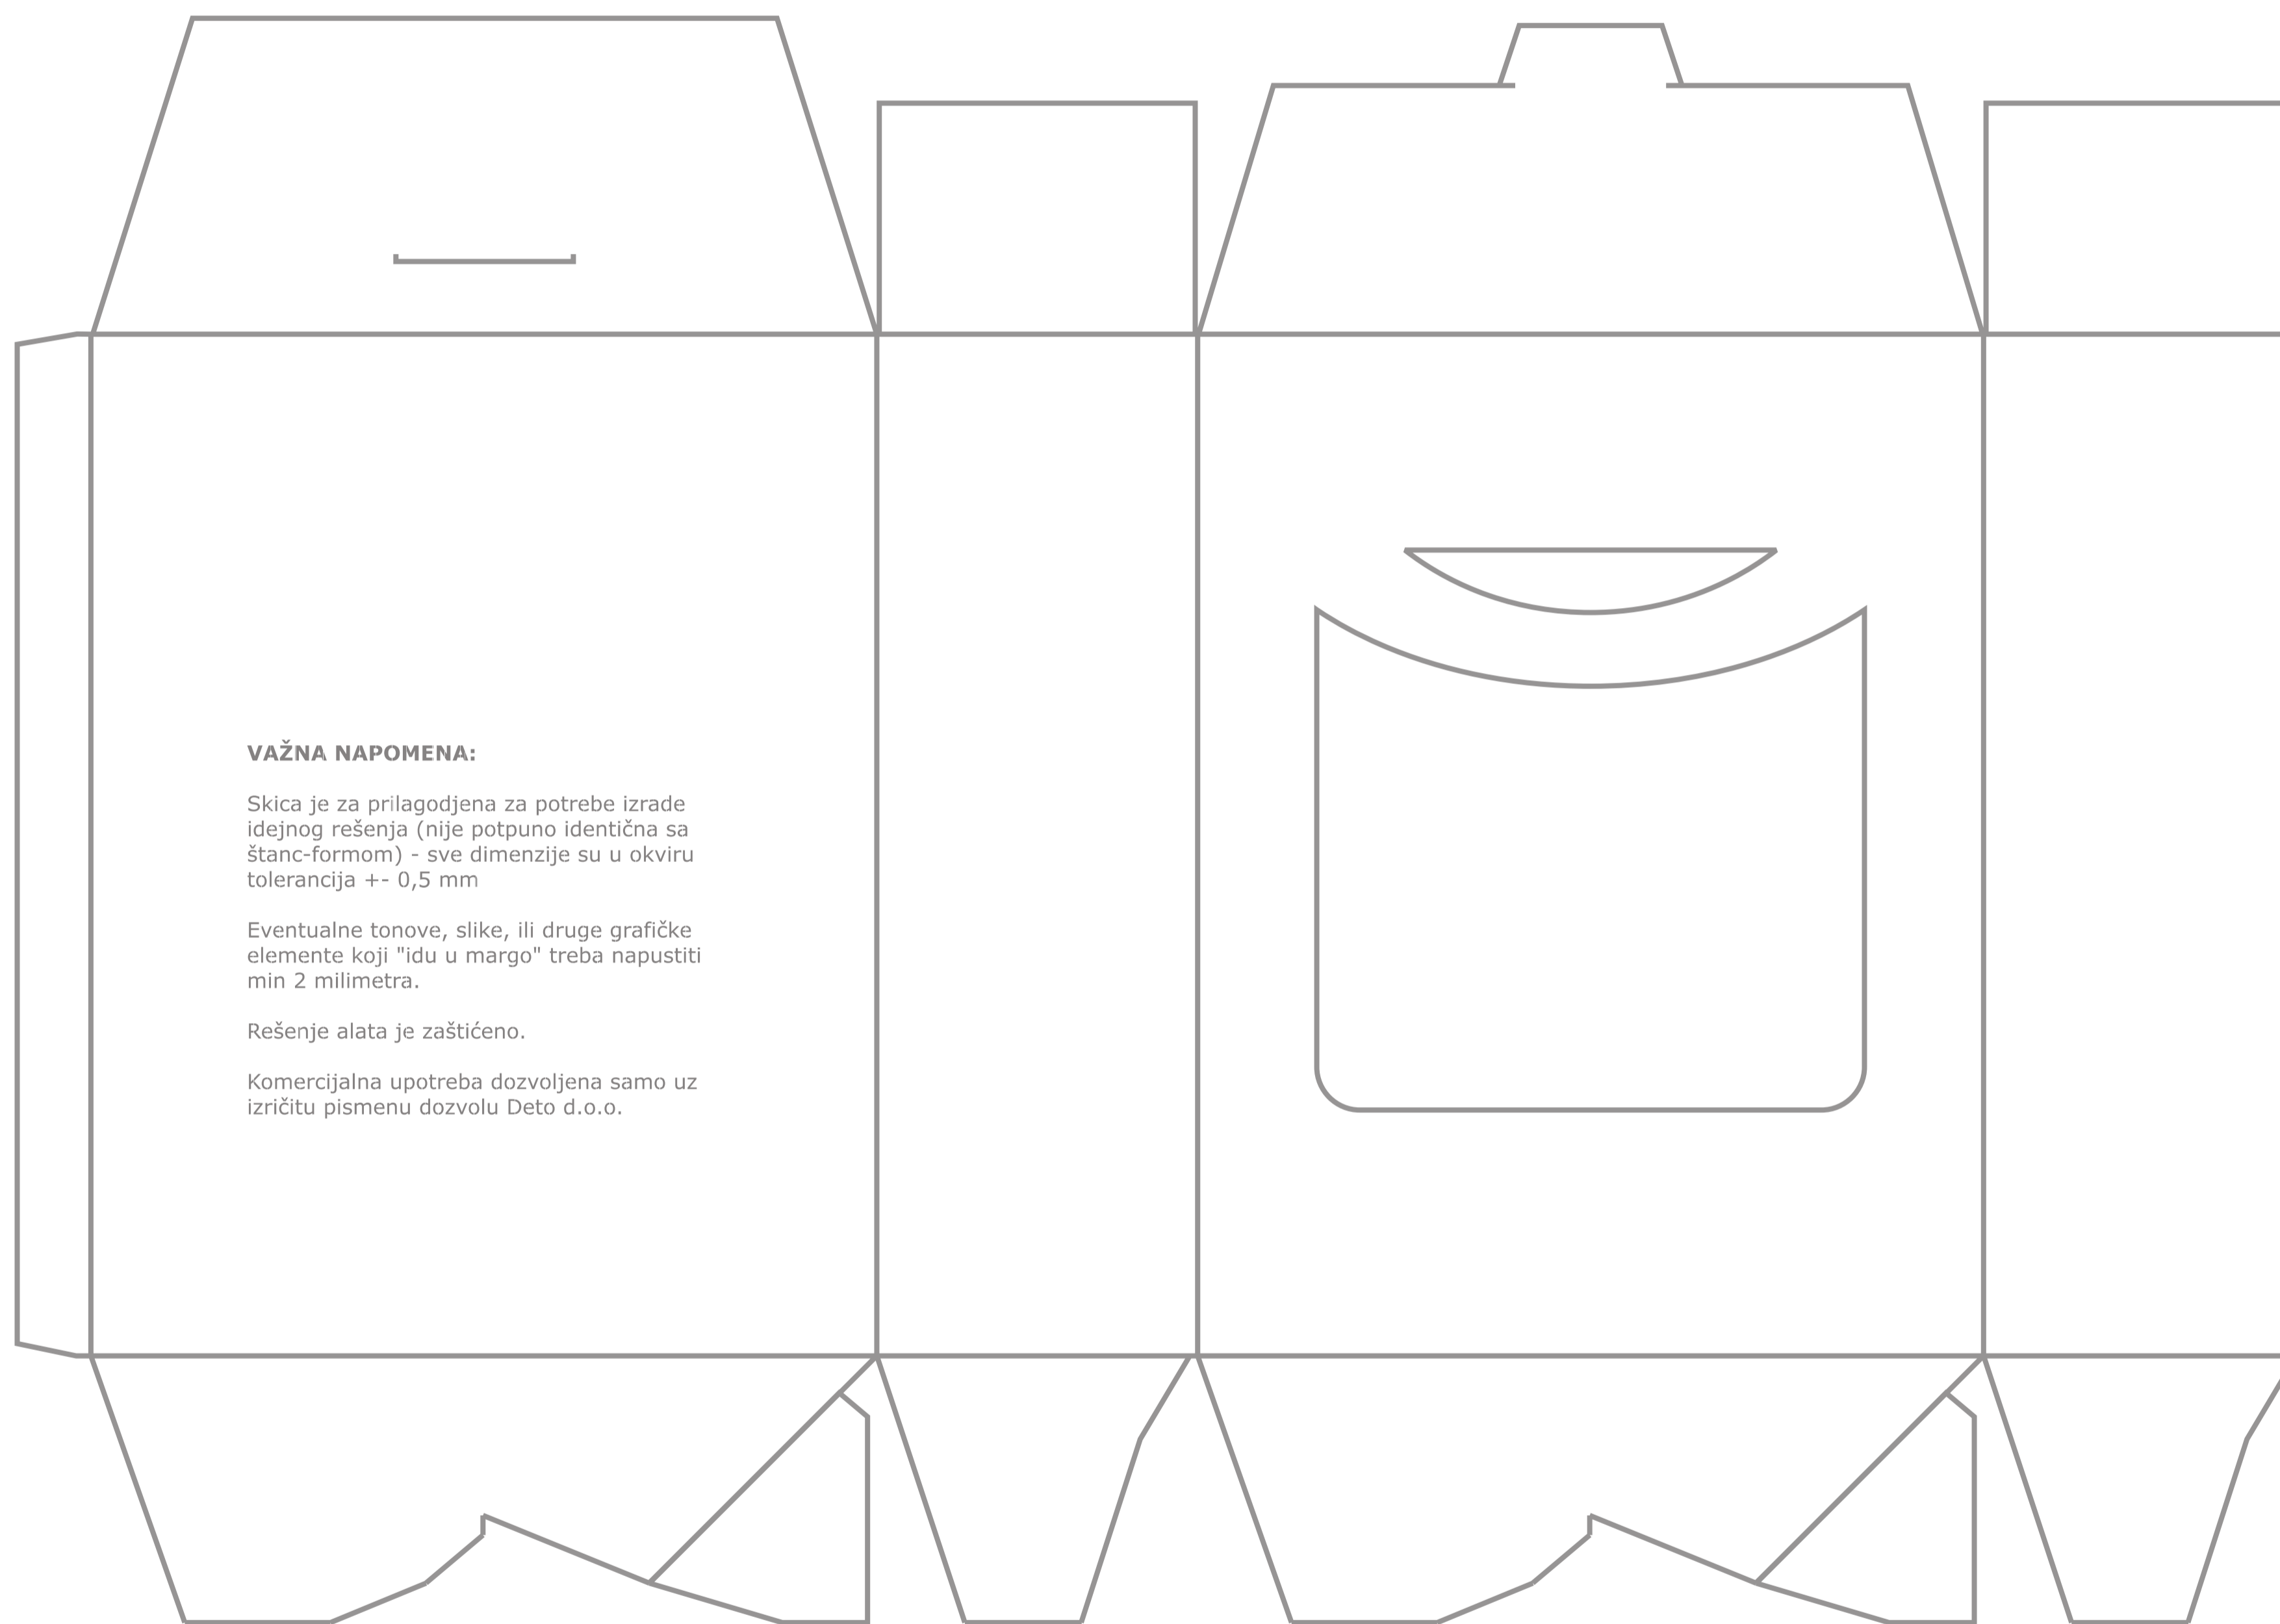 VAŽNA NAPOMENA:
Skica je za prilagodjena za potrebe izrade
idejnog rešenja (nije potpuno identična sa
štanc-formom) - sve dimenzije su u okviru
tolerancija +- 0,5 mm
Eventualne tonove, slike, ili druge grafičke
elemente koji "idu u margo" treba napustiti
min 2 milimetra.
Rešenje alata je zaštićeno.
Komercijalna upotreba dozvoljena samo uz
izričitu pismenu dozvolu Deto d.o.o.